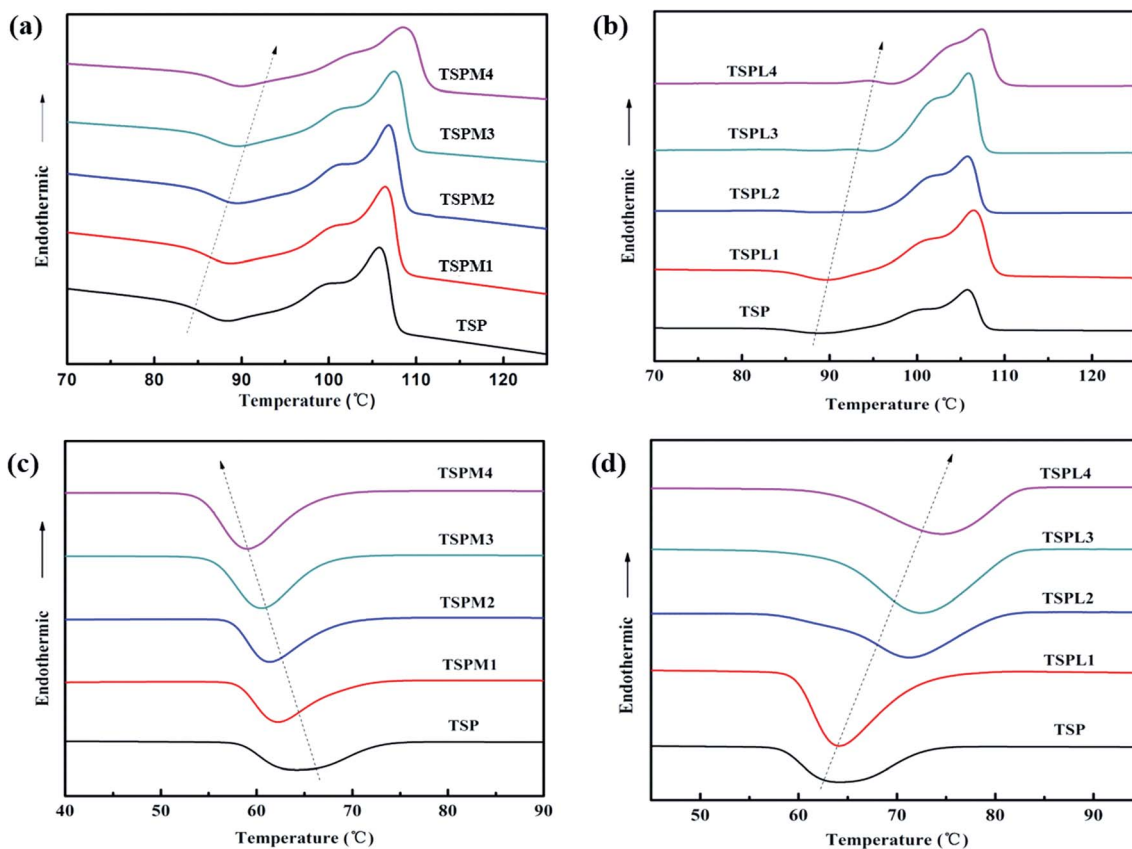 (a)
TSPM4
TSPM3
TSPM2
TSPM1
TSP
Endothermic
70 80 90 100 110 120
Temperature (℃)
(b)
TSPL4
TSPL3
TSPL2
TSPL1
TSP
Endothermic
70 80 90 100 110 120
Temperature (℃)
(c)
TSPM4
TSPM3
TSPM2
TSPM1
TSP
Endothermic
40 50 60 70 80 90
Temperature (℃)
(d)
TSPL4
TSPL3
TSPL2
TSPL1
TSP
Endothermic
50 60 70 80 90
Temperature (℃)